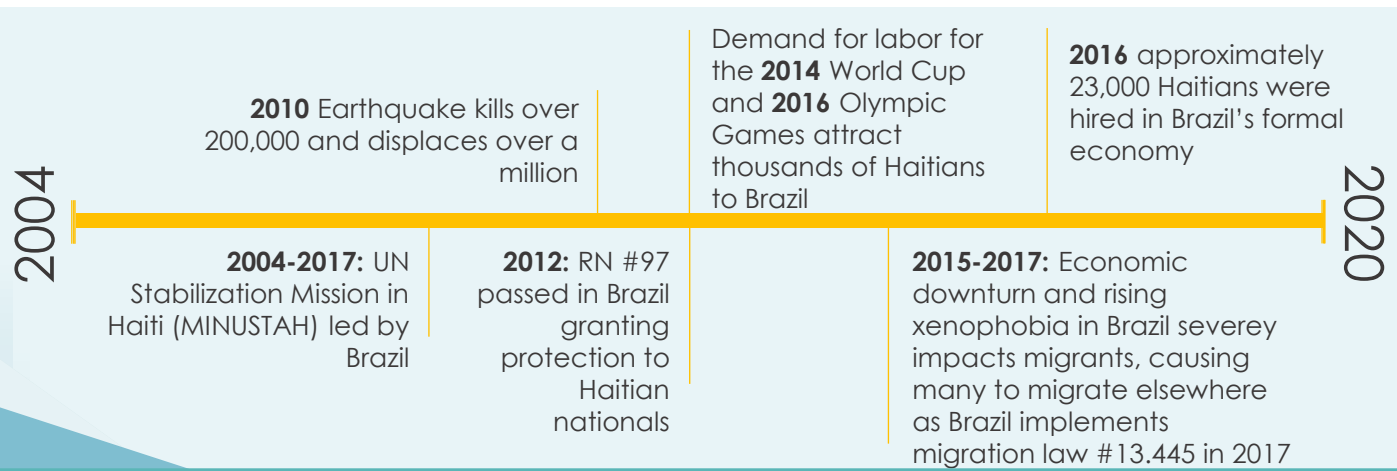 2004
2010 Earthquake kills over
200,000 and displaces over a
million
Demand for labor for
the 2014 World Cup
and 2016 Olympic
Games attract
thousands of Haitians
to Brazil
2016 approximately
23,000 Haitians were
hired in Brazil's formal
economy
2004-2017: UN
Stabilization Mission in
Haiti (MINUSTAH) led by
Brazil
2012: RN #97
passed in Brazil
granting
protection to
Haitian
nationals
2015-2017: Economic
downturn and rising
xenophobia in Brazil severey
impacts migrants, causing
many to migrate elsewhere
as Brazil implements
migration law #13.445 in 2017
2020